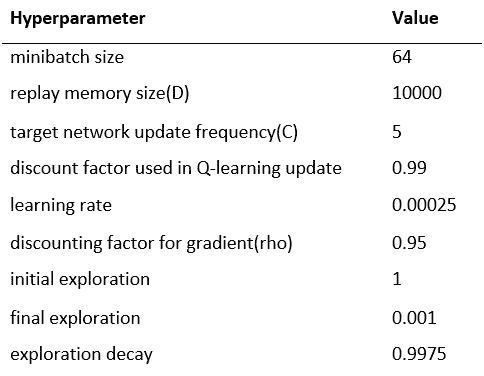 Hyperparameter Value
minibatch size 64
replay memory size(D) 10000
target network update frequency(C) 5
discount factor used in Q-learning update 0.99
learning rate 0.00025
discounting factor for gradient(rho) 0.95
initial exploration 1
final exploration 0.001
exploration decay 0.9975